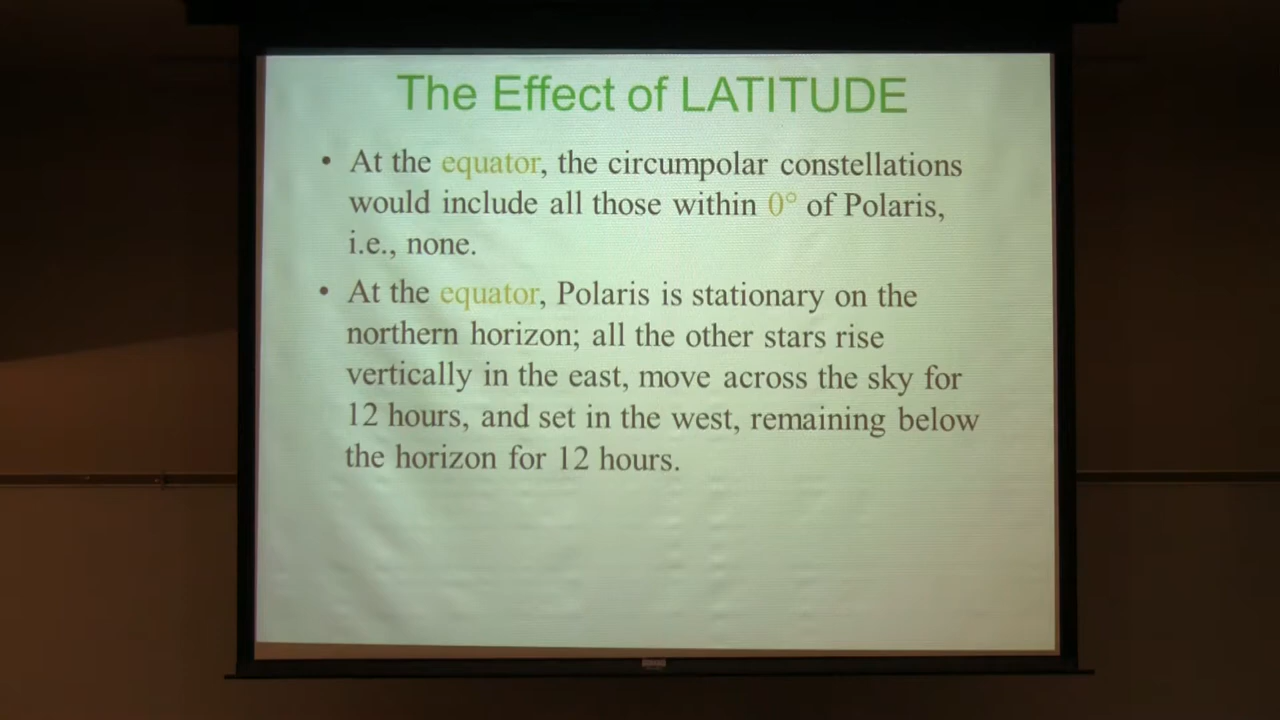 The Effect of LATITUDE
• At the equator, the circumpolar constellations
would include all those within 0° of Polaris,
i.e., none.
• At the equator, Polaris is stationary on the
northern horizon; all the other stars rise
vertically in the east, move across the sky for
12 hours, and set in the west, remaining below
the horizon for 12 hours.